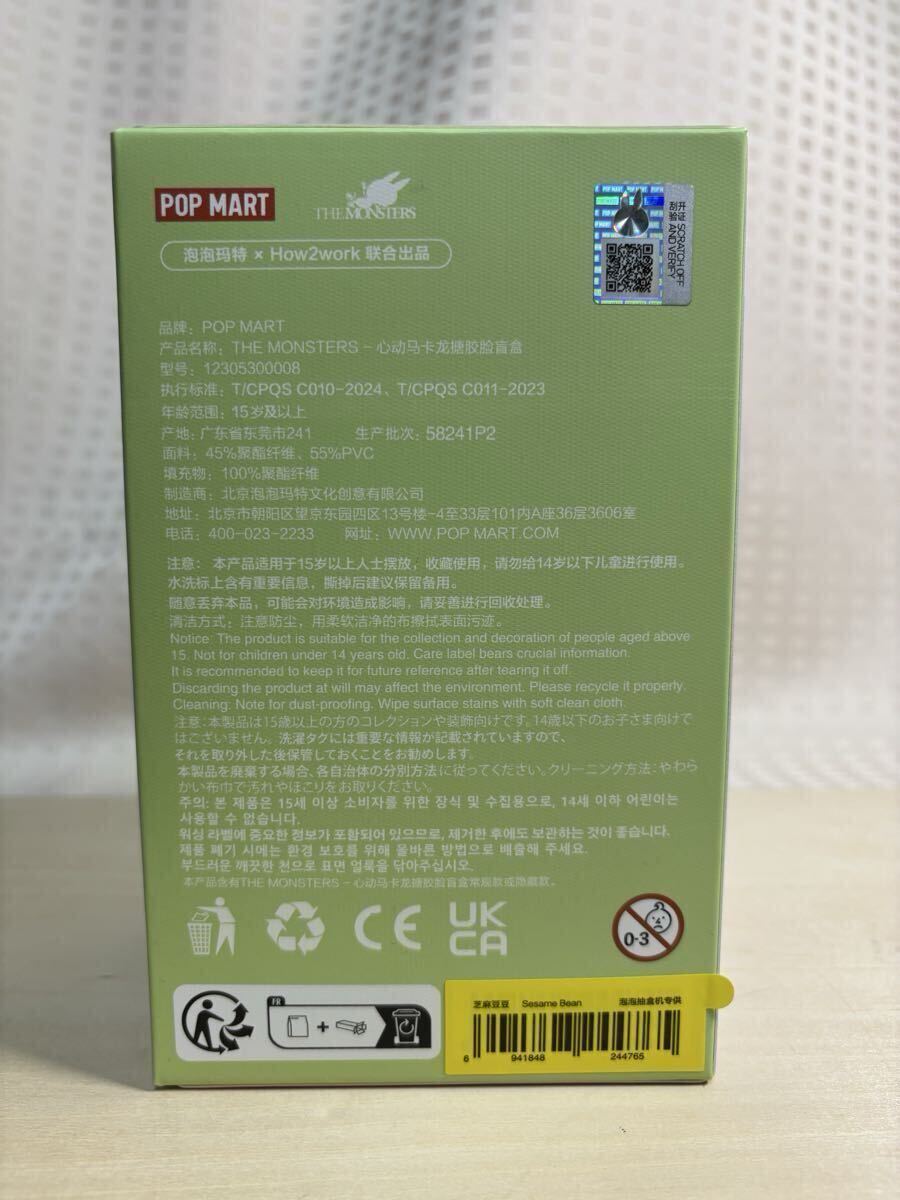 POP MART
THE MONSTERS
开证 SCRATCH OFF
刮验 AND VERIFY
泡泡玛特 × How2work 联合出品
品牌：POP MART
产品名称：THE MONSTERS - 心动马卡龙搪胶脸盲盒
型号：12305300008
执行标准：T/CPQS C010-2024、T/CPQS C011-2023
年龄范围：15岁及以上
产地：广东省东莞市241 生产批次：58241P2
面料：45%聚酯纤维、55%PVC
填充物：100%聚酯纤维
制造商：北京泡泡玛特文化创意有限公司
地址：北京市朝阳区望京东园四区13号楼-4至33层101内A座36层3606室
电话：400-023-2233 网址：WWW.POP MART.COM
注意： 本产品适用于15岁以上人士摆放，收藏使用，请勿给14岁以下儿童进行使用。
水洗标上含有重要信息，撕掉后建议保留备用。
随意丢弃本品，可能会对环境造成影响，请妥善进行回收处理。
清洁方式：注意防尘，用柔软洁净的布擦拭表面污迹。
Notice: The product is suitable for the collection and decoration of people aged above
15. Not for children under 14 years old. Care label bears crucial information.
It is recommended to keep it for future reference after tearing it off.
Discarding the product at will may affect the environment. Please recycle it properly.
Cleaning: Note for dust-proofing. Wipe surface stains with soft clean cloth.
注意：本製品は15歳以上の方のコレクションや装飾向けです。14歳以下のお子さま向けで
はございません。洗濯タグには重要な情報が記載されていますので、
それを取り外した後保管しておくことをお勧めします。
本製品を廃棄する場合、各自治体の分別方法に従ってください。クリーニング方法：やわら
かい布巾で汚れやほこりをお取りください。
주의: 본 제품은 15세 이상 소비자를 위한 장식 및 수집용으로, 14세 이하 어린이는
사용할 수 없습니다.
워싱 라벨에 중요한 정보가 포함되어 있으므로, 제거한 후에도 보관하는 것이 좋습니다.
제품 폐기 시에는 환경 보호를 위해 올바른 방법으로 배출해 주세요.
부드러운 깨끗한 천으로 표면 얼룩을 닦아주십시오.
本产品含有THE MONSTERS - 心动马卡龙搪胶脸盲盒常规款或隐藏款。
CE
UK
CA
0-3
FR
芝麻豆豆 Sesame Bean 泡泡抽盒机专供
6 941848 244765